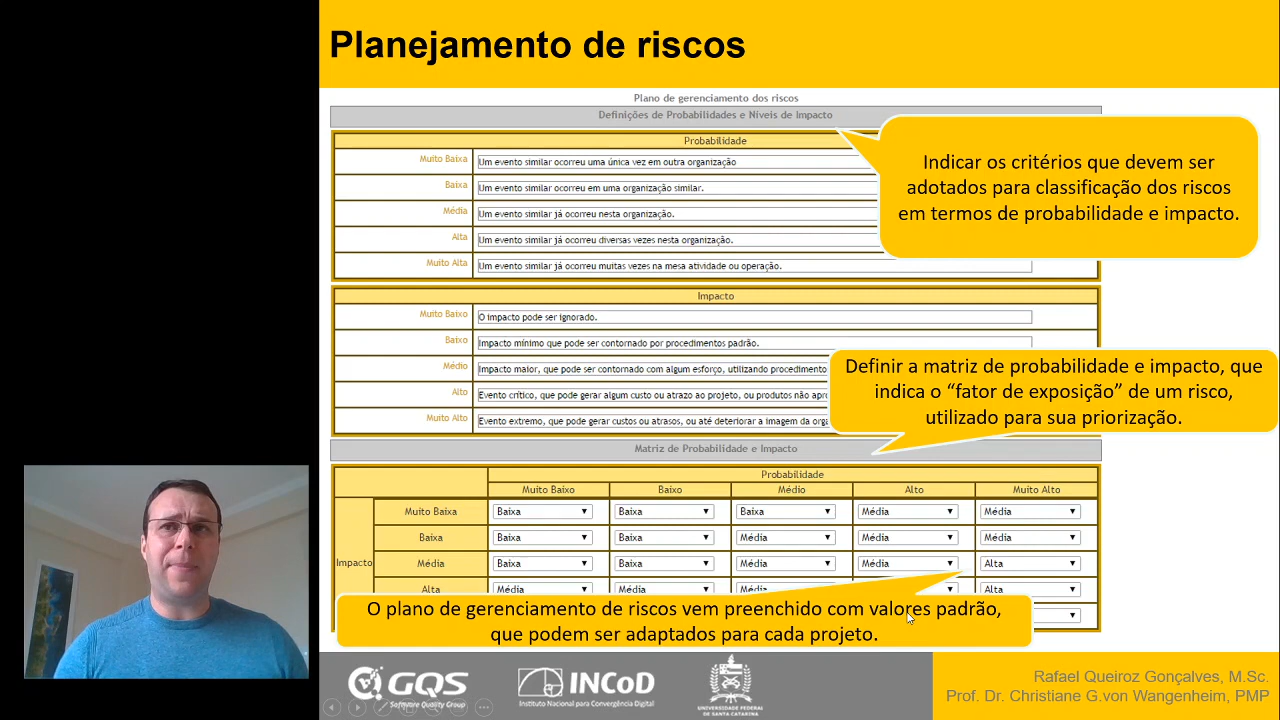 Planejamento de riscos
Plano de gerenciamento dos riscos
Definições de Probabilidades e Níveis de Impacto
Probabilidade
Muito Baixa Um evento similar ocorreu uma única vez em outra organização
Baixa Um evento similar ocorreu em uma organização similar.
Média Um evento similar já ocorreu nesta organização.
Alta Um evento similar já ocorreu diversas vezes nesta organização.
Muito Alta Um evento similar já ocorreu muitas vezes na mesa atividade ou operação.
Indicar os critérios que devem ser
adotados para classificação dos riscos
em termos de probabilidade e impacto.
Impacto
Muito Baixo O impacto pode ser ignorado.
Baixo Impacto mínimo que pode ser contornado por procedimentos padrão.
Médio Impacto maior, que pode ser contornado com algum esforço, utilizando procedimento
Alto Evento crítico, que pode gerar algum custo ou atrazo ao projeto, ou produtos não apr
Muito Alto Evento extremo, que pode gerar custos ou atrasos, ou até deteriorar a imagem da orga
Definir a matriz de probabilidade e impacto, que
indica o “fator de exposição” de um risco,
utilizado para sua priorização.
Matriz de Probabilidade e Impacto
Probabilidade
Muito Baixo Baixo Médio Alto Muito Alto
Impacto
Muito Baixa Baixa Baixa Baixa Média Média
Baixa Baixa Baixa Média Média Média
Média Baixa Baixa Média Média Alta
Alta Média Média Média Alta
O plano de gerenciamento de riscos vem preenchido com valores padrão,
que podem ser adaptados para cada projeto.
GQS
Software Quality Group
INCoD
Instituto Nacional para Convergência Digital
UNIVERSIDADE FEDERAL
DE SANTA CATARINA
Rafael Queiroz Gonçalves, M.Sc.
Prof. Dr. Christiane G.von Wangenheim, PMP